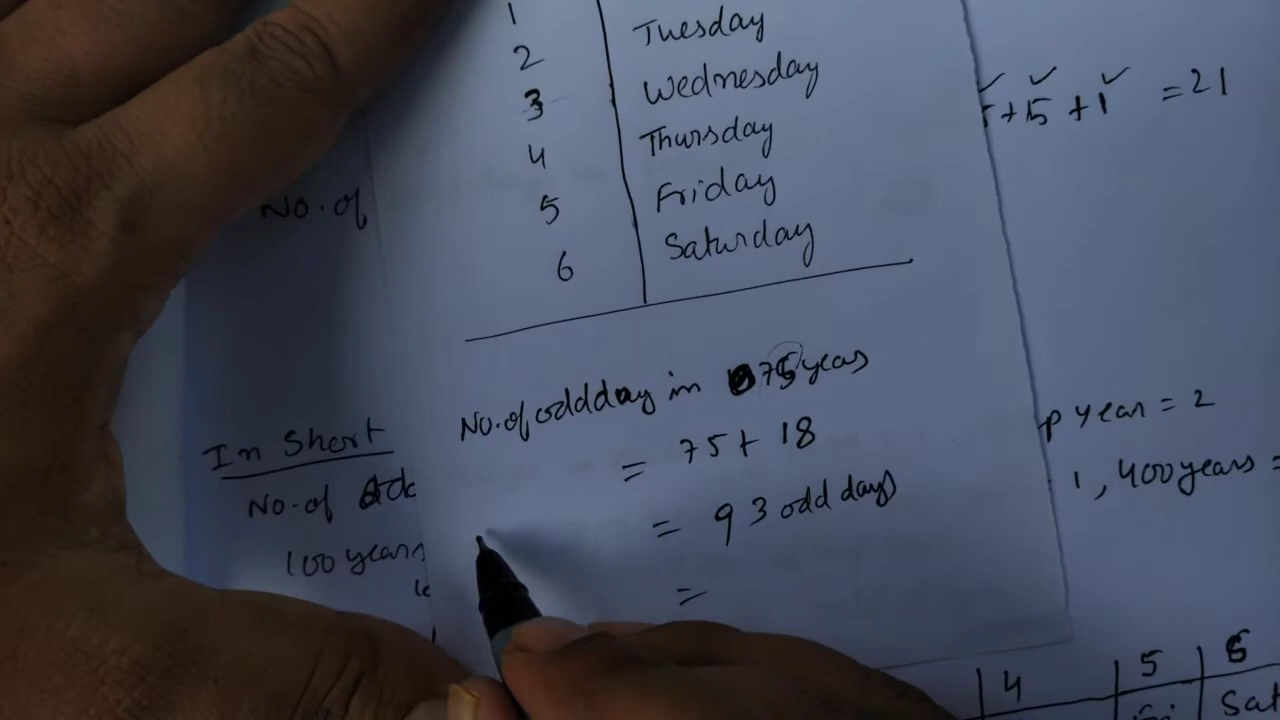 1 Tuesday
2 Wednesday
3 Thursday
4 Friday
5 Saturday
6
No. of oddday in 75 years
= 75 + 18
= 93 odd days
=
No. of
In Short
No. of
100 years
+ 5 + 1 = 21
p year = 2
1, 400 years =
4 5 6
Sat